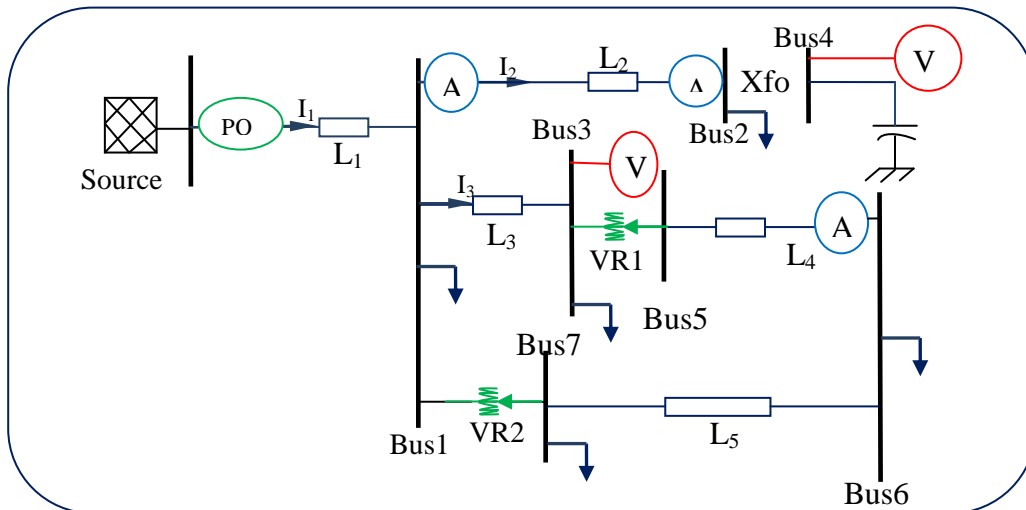 Bus4
V
I₂
L₂
A
Xfo
I₁
PO
Bus3
Bus2
L₁
Source
V
I₃
A
L₃
VR1
L₄
Bus5
Bus7
Bus1
VR2
L₅
Bus6